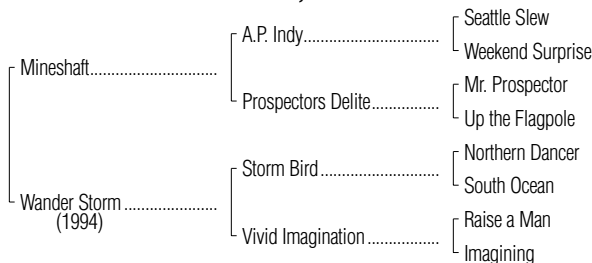 Seattle Slew
A.P. Indy..................................
Weekend Surprise
Mineshaft...............................
Mr. Prospector
Prospectors Delite.................
Up the Flagpole
Northern Dancer
Storm Bird.............................
South Ocean
Wander Storm ......................
(1994)
Raise a Man
Vivid Imagination ..................
Imagining